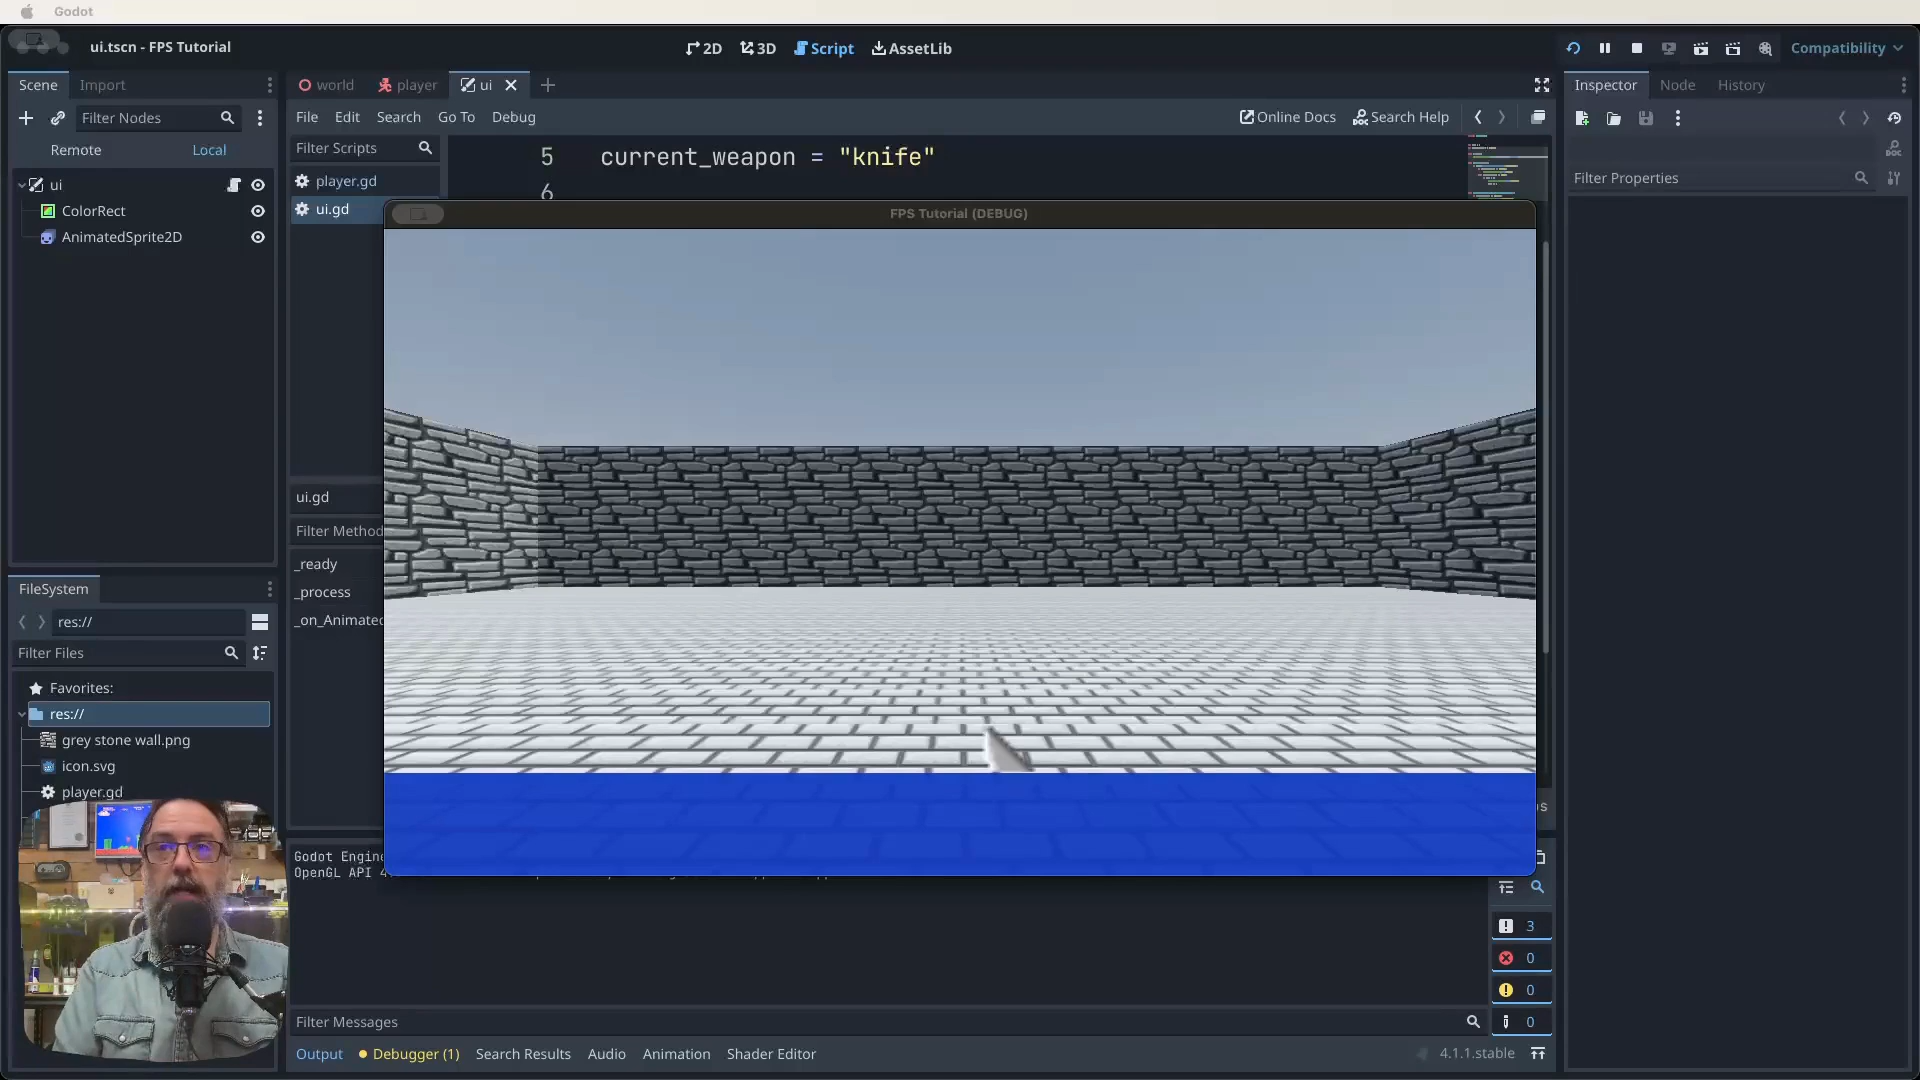 Godot
ui.tscn - FPS Tutorial
2D
3D
Script
AssetLib
Compatibility
Scene
Import
world
player
ui
Inspector
Node
History
Filter Nodes
File
Edit
Search
Go To
Debug
Online Docs
Search Help
Remote
Local
Filter Scripts
5
current_weapon = "knife"
6
Filter Properties
ui
ColorRect
AnimatedSprite2D
player.gd
ui.gd
FPS Tutorial (DEBUG)
ui.gd
Filter Method
_ready
_process
_on_Animated
FileSystem
res://
Filter Files
Favorites:
res://
grey stone wall.png
icon.svg
player.gd
Godot Engine
OpenGL API 4.
3
0
0
0
Filter Messages
Output
Debugger (1)
Search Results
Audio
Animation
Shader Editor
4.1.1.stable